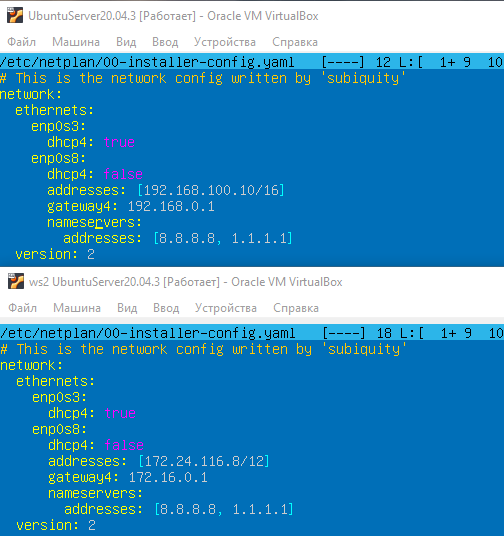 UbuntuServer20.04.3 [Работает] - Oracle VM VirtualBox
Файл Машина Вид Ввод Устройства Справка
/etc/netplan/00-installer-config.yaml [----] 12 L:[ 1+ 9 10
# This is the network config written by 'subiquity'
network:
  ethernets:
    enp0s3:
      dhcp4: true
    enp0s8:
      dhcp4: false
      addresses: [192.168.100.10/16]
      gateway4: 192.168.0.1
      nameservers:
        addresses: [8.8.8.8, 1.1.1.1]
  version: 2
ws2 UbuntuServer20.04.3 [Работает] - Oracle VM VirtualBox
Файл Машина Вид Ввод Устройства Справка
/etc/netplan/00-installer-config.yaml [----] 18 L:[ 1+ 9 10
# This is the network config written by 'subiquity'
network:
  ethernets:
    enp0s3:
      dhcp4: true
    enp0s8:
      dhcp4: false
      addresses: [172.24.116.8/12]
      gateway4: 172.16.0.1
      nameservers:
        addresses: [8.8.8.8, 1.1.1.1]
  version: 2